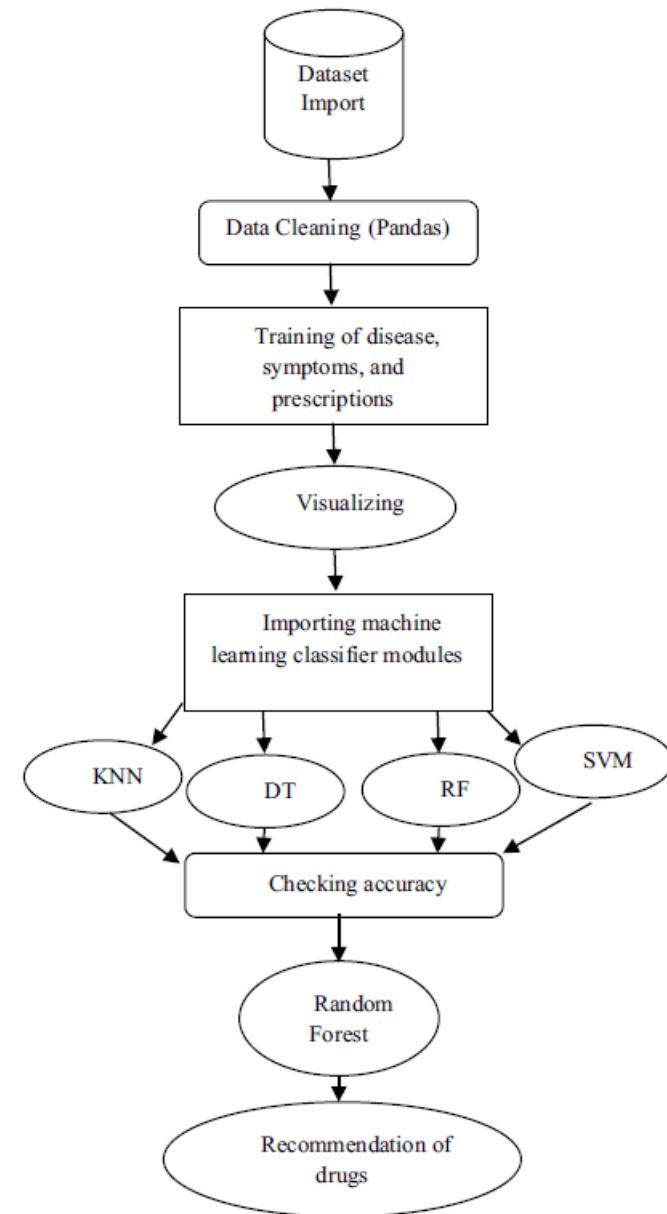 Dataset
Import
Data Cleaning (Pandas)
Training of disease,
symptoms, and
prescriptions
Visualizing
Importing machine
learning classifier modules
KNN
DT
RF
SVM
Checking accuracy
Random
Forest
Recommendation of
drugs